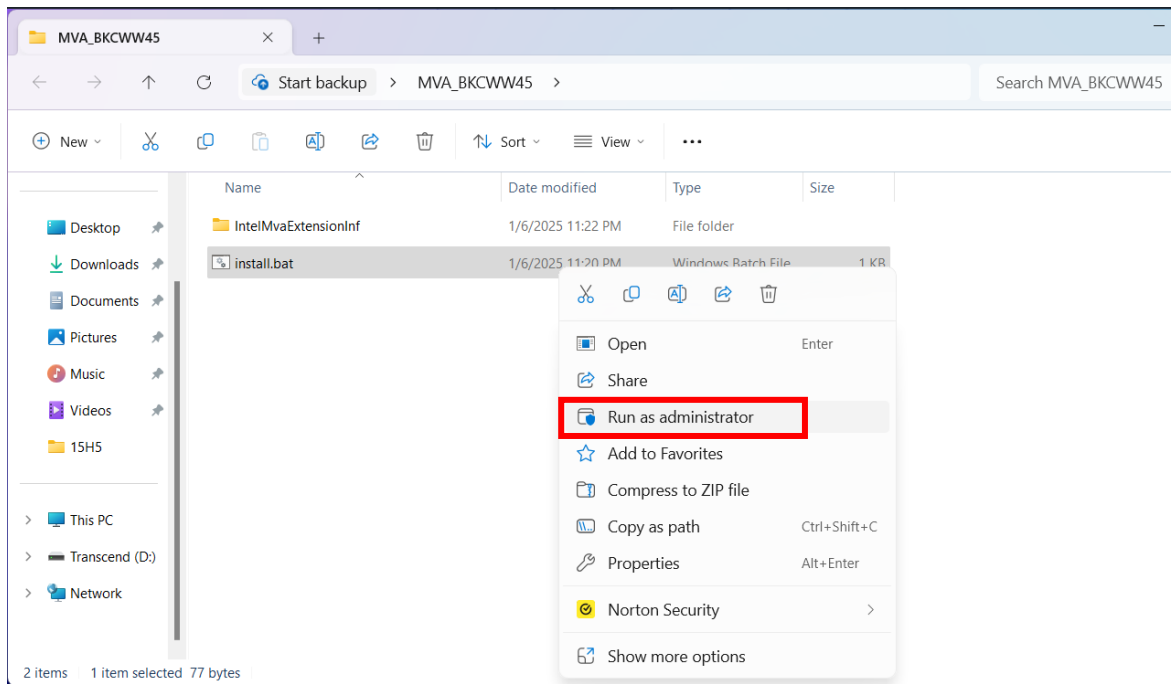 MVA_BKCWW45
Start backup > MVA_BKCWW45 >
Search MVA_BKCWW45
New
Sort
View
Name
Date modified
Type
Size
Desktop
Downloads
Documents
Pictures
Music
Videos
15H5
This PC
Transcend (D:)
Network
IntelMvaExtensionInf 1/6/2025 11:22 PM File folder
install.bat 1/6/2025 11:20 PM Windows Batch File 1 KB
Open Enter
Share
Run as administrator
Add to Favorites
Compress to ZIP file
Copy as path Ctrl+Shift+C
Properties Alt+Enter
Norton Security
Show more options
2 items 1 item selected 77 bytes